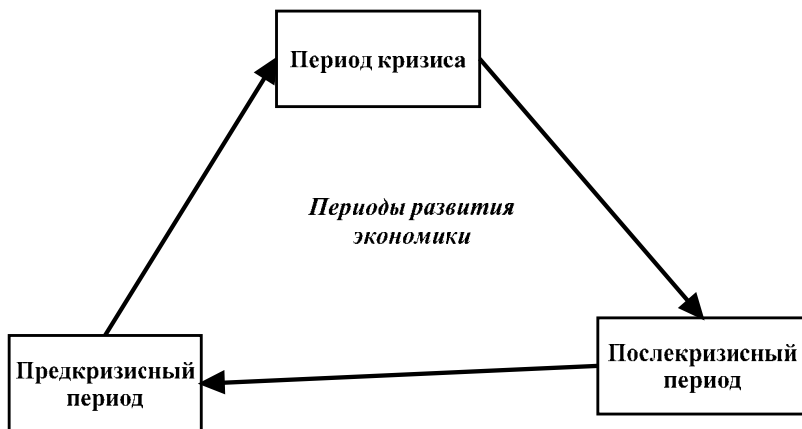 Период кризиса
Периоды развития
экономики
Предкризисный
период
Послекризисный
период